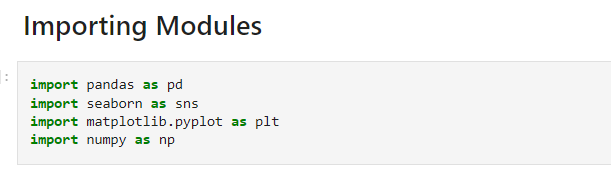 Importing Modules
]:
import pandas as pd
import seaborn as sns
import matplotlib.pyplot as plt
import numpy as np